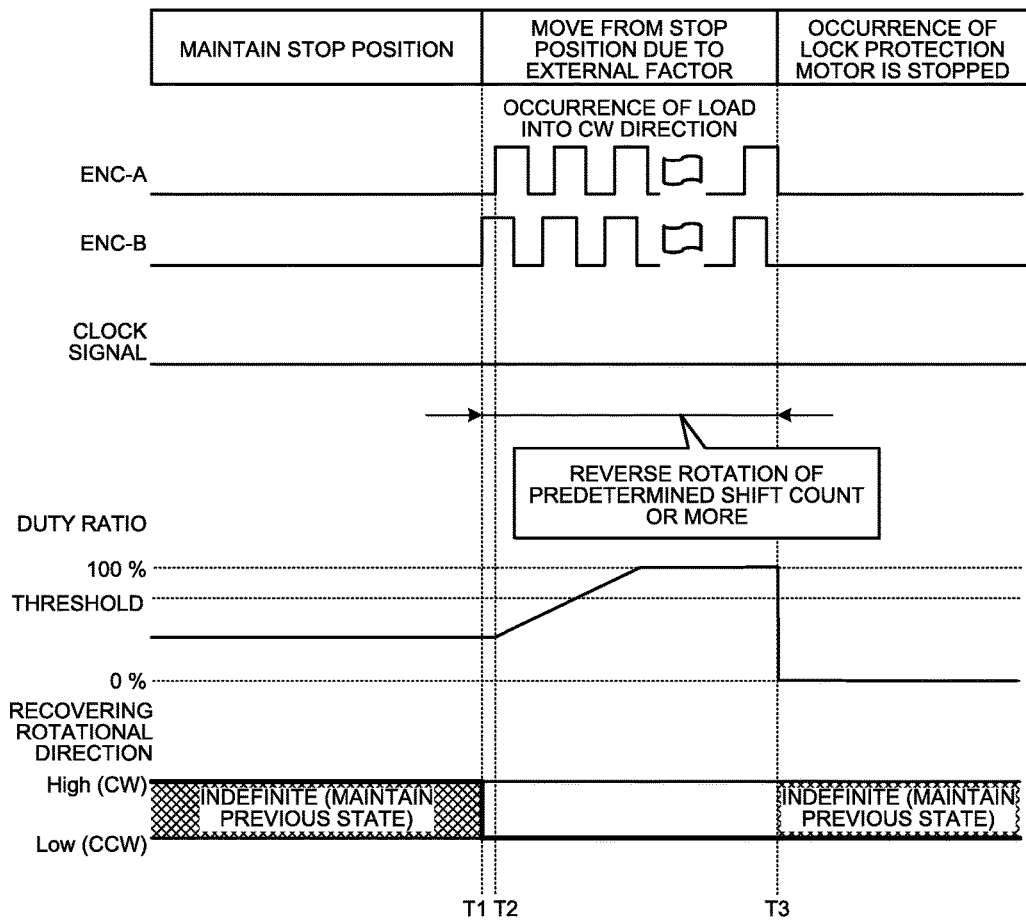 MAINTAIN STOP POSITION
MOVE FROM STOP
POSITION DUE TO
EXTERNAL FACTOR
OCCURRENCE OF
LOCK PROTECTION
MOTOR IS STOPPED
OCCURRENCE OF LOAD
INTO CW DIRECTION
ENC-A
ENC-B
CLOCK
SIGNAL
REVERSE ROTATION OF
PREDETERMINED SHIFT COUNT
OR MORE
DUTY RATIO
100 %
THRESHOLD
0 %
RECOVERING
ROTATIONAL
DIRECTION
High (CW)
INDEFINITE (MAINTAIN
PREVIOUS STATE)
INDEFINITE (MAINTAIN
PREVIOUS STATE)
Low (CCW)
T1 T2 T3